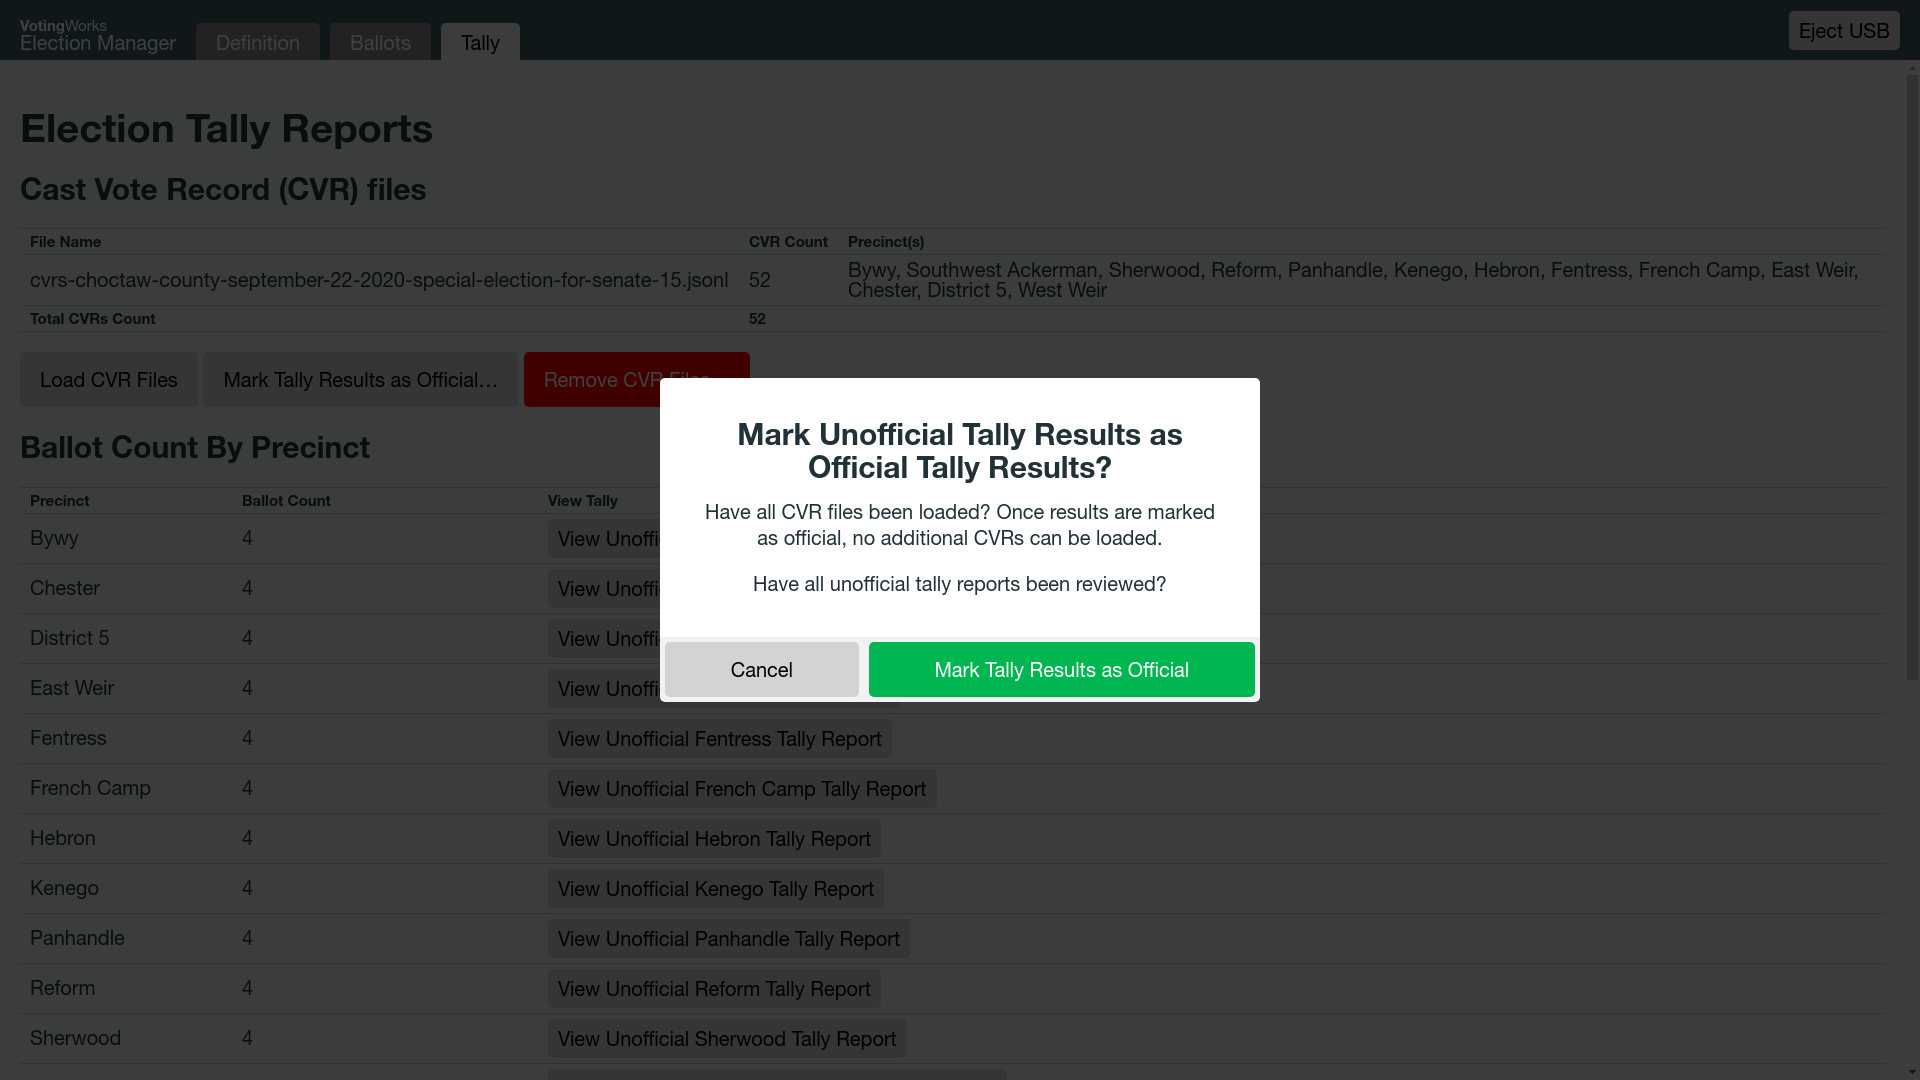 VotingWorks
Election Manager
Definition
Ballots
Tally
Eject USB
Election Tally Reports
Cast Vote Record (CVR) files
File Name CVR Count Precinct(s)
cvrs-choctaw-county-september-22-2020-special-election-for-senate-15.jsonl 52 Bywy, Southwest Ackerman, Sherwood, Reform, Panhandle, Kenego, Hebron, Fentress, French Camp, East Weir,
Chester, District 5, West Weir
Total CVRs Count 52
Load CVR Files
Mark Tally Results as Official…
Remove CVR Files
Ballot Count By Precinct
Precinct Ballot Count View Tally
Bywy 4 View Unoffi
Chester 4 View Unoffi
District 5 4 View Unoffi
East Weir 4 View Unoffi
Fentress 4 View Unofficial Fentress Tally Report
French Camp 4 View Unofficial French Camp Tally Report
Hebron 4 View Unofficial Hebron Tally Report
Kenego 4 View Unofficial Kenego Tally Report
Panhandle 4 View Unofficial Panhandle Tally Report
Reform 4 View Unofficial Reform Tally Report
Sherwood 4 View Unofficial Sherwood Tally Report
Mark Unofficial Tally Results as
Official Tally Results?
Have all CVR files been loaded? Once results are marked
as official, no additional CVRs can be loaded.
Have all unofficial tally reports been reviewed?
Cancel
Mark Tally Results as Official